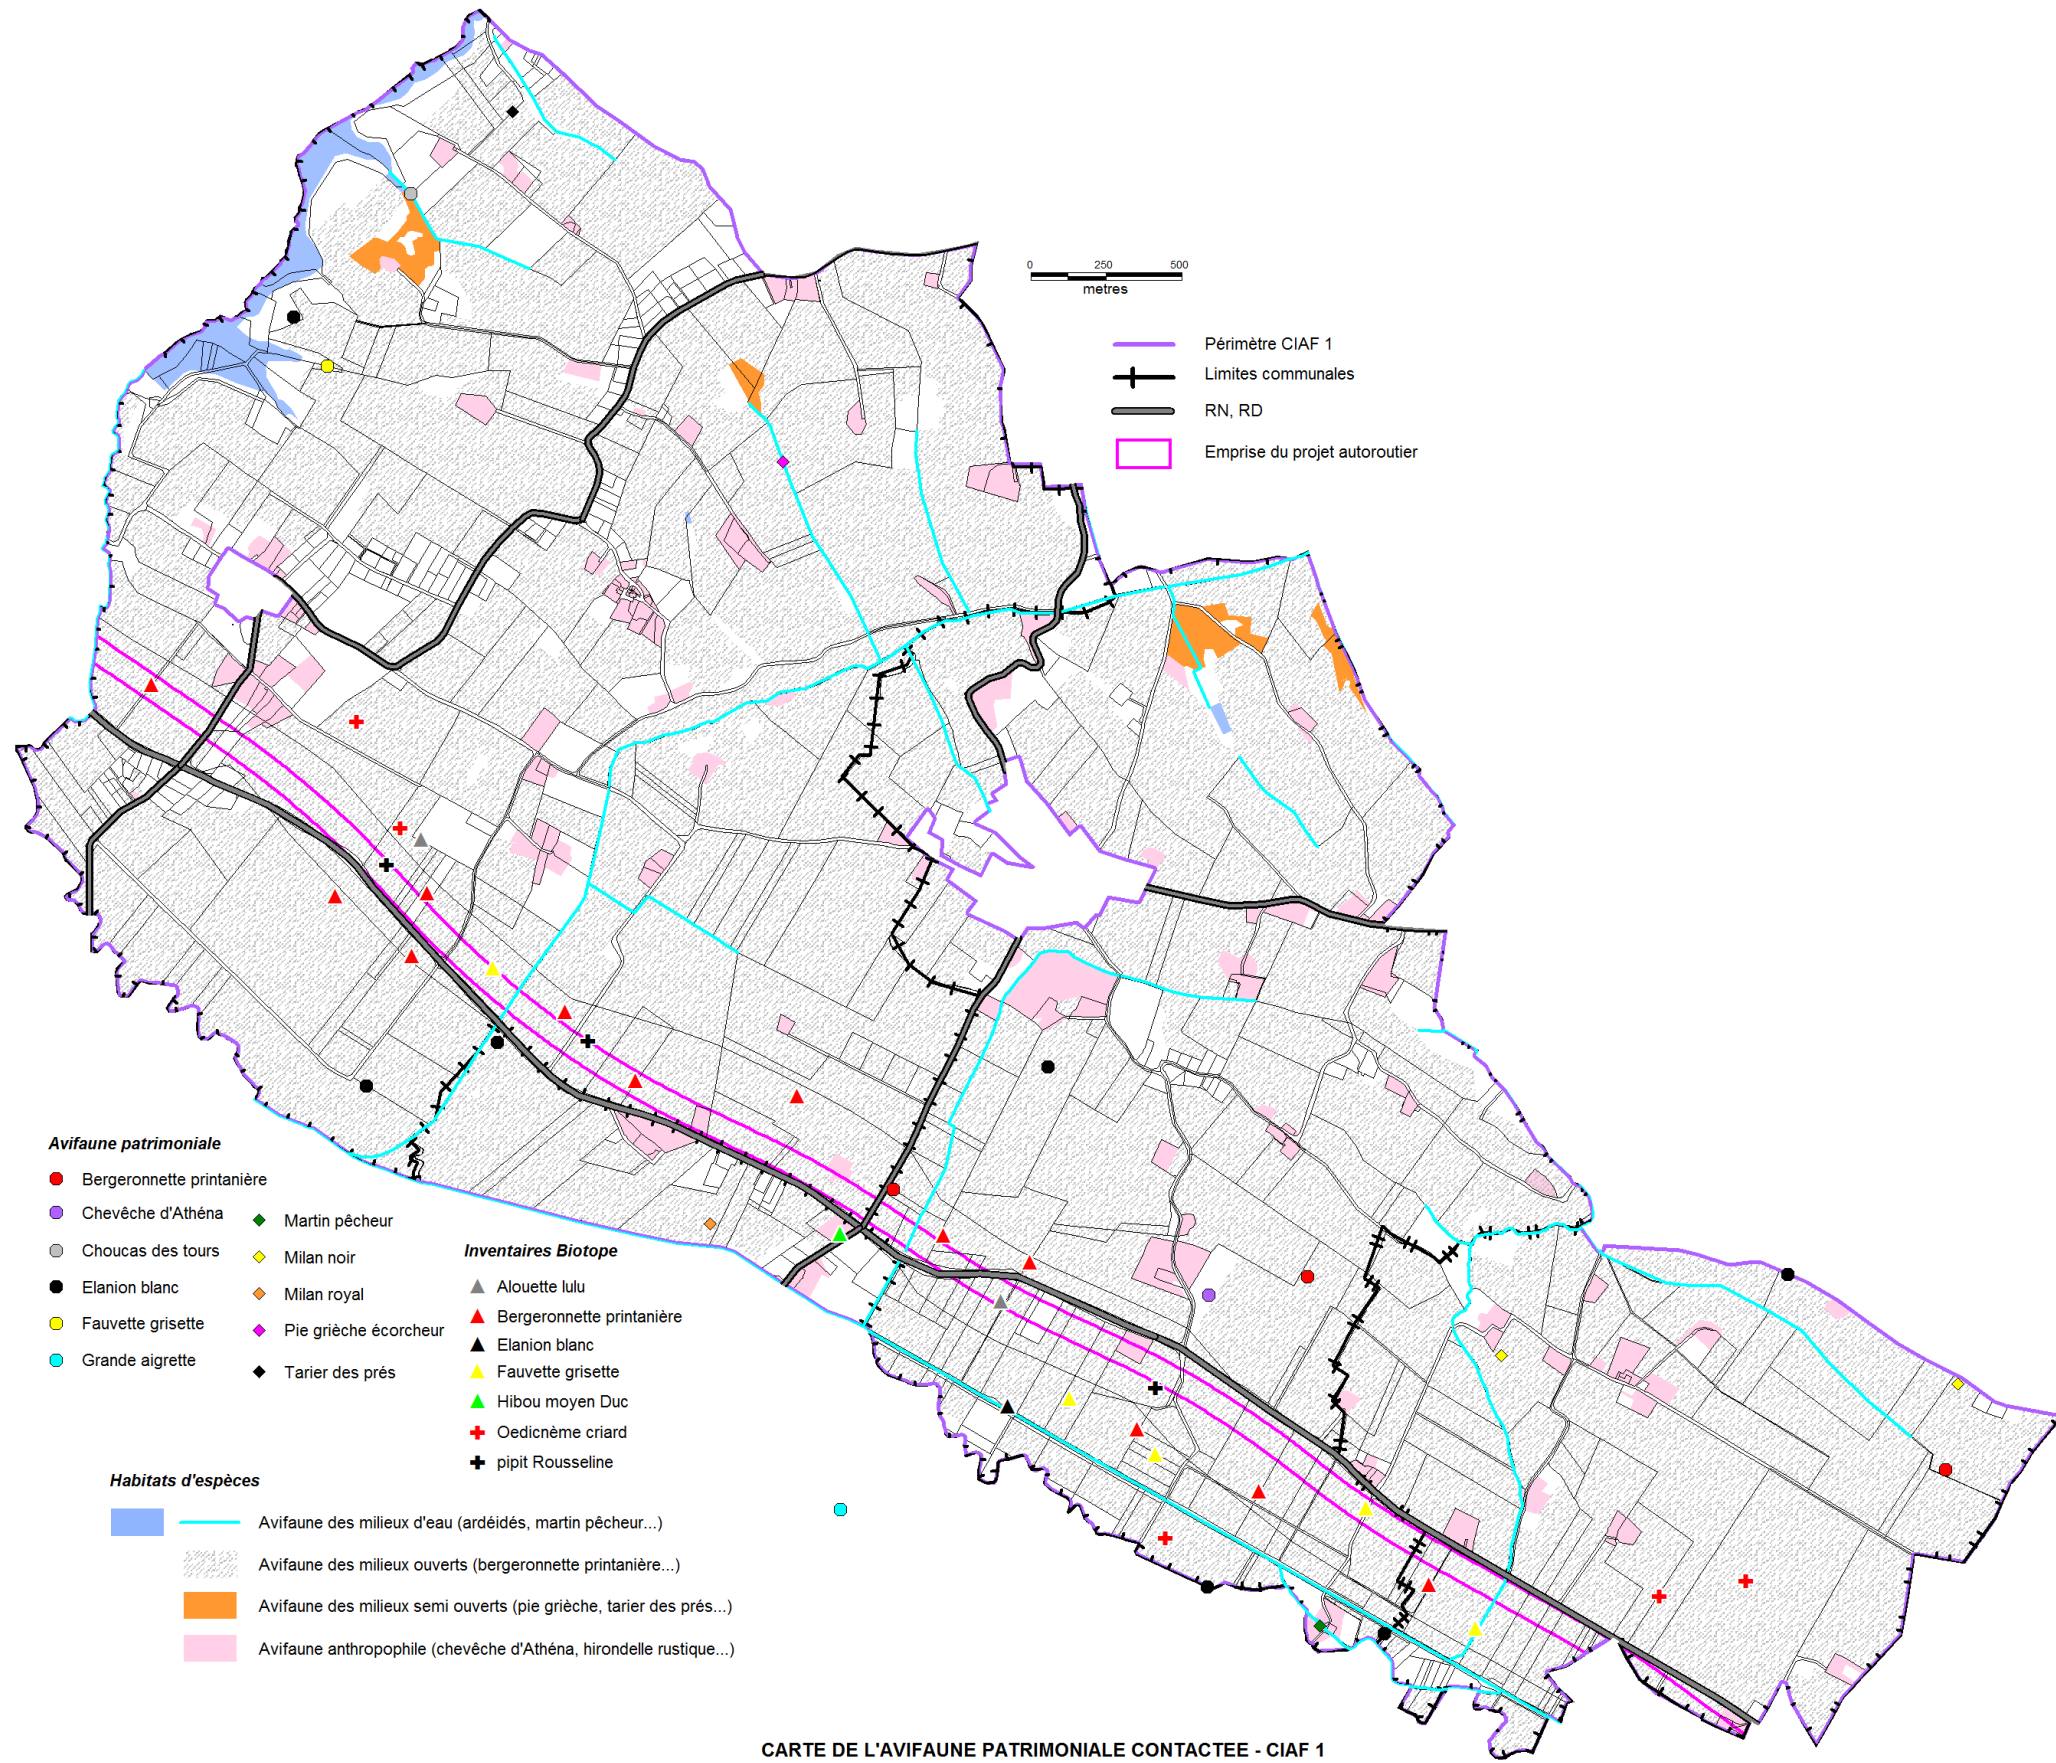 0 250 500
metres
Périmètre CIAF 1
Limites communales
RN, RD
Emprise du projet autoroutier
Avifaune patrimoniale
Bergeronnette printanière
Chevêche d'Athéna
Choucas des tours
Elanion blanc
Fauvette grisette
Grande aigrette
Martin pêcheur
Milan noir
Milan royal
Pie grièche écorcheur
Tarier des prés
Inventaires Biotope
Alouette lulu
Bergeronnette printanière
Elanion blanc
Fauvette grisette
Hibou moyen Duc
Oedicnème criard
pipit Rousseline
Habitats d'espèces
Avifaune des milieux d'eau (ardéidés, martin pêcheur...)
Avifaune des milieux ouverts (bergeronnette printanière...)
Avifaune des milieux semi ouverts (pie grièche, tarier des prés...)
Avifaune anthropophile (chevêche d'Athéna, hirondelle rustique...)
CARTE DE L'AVIFAUNE PATRIMONIALE CONTACTEE - CIAF 1